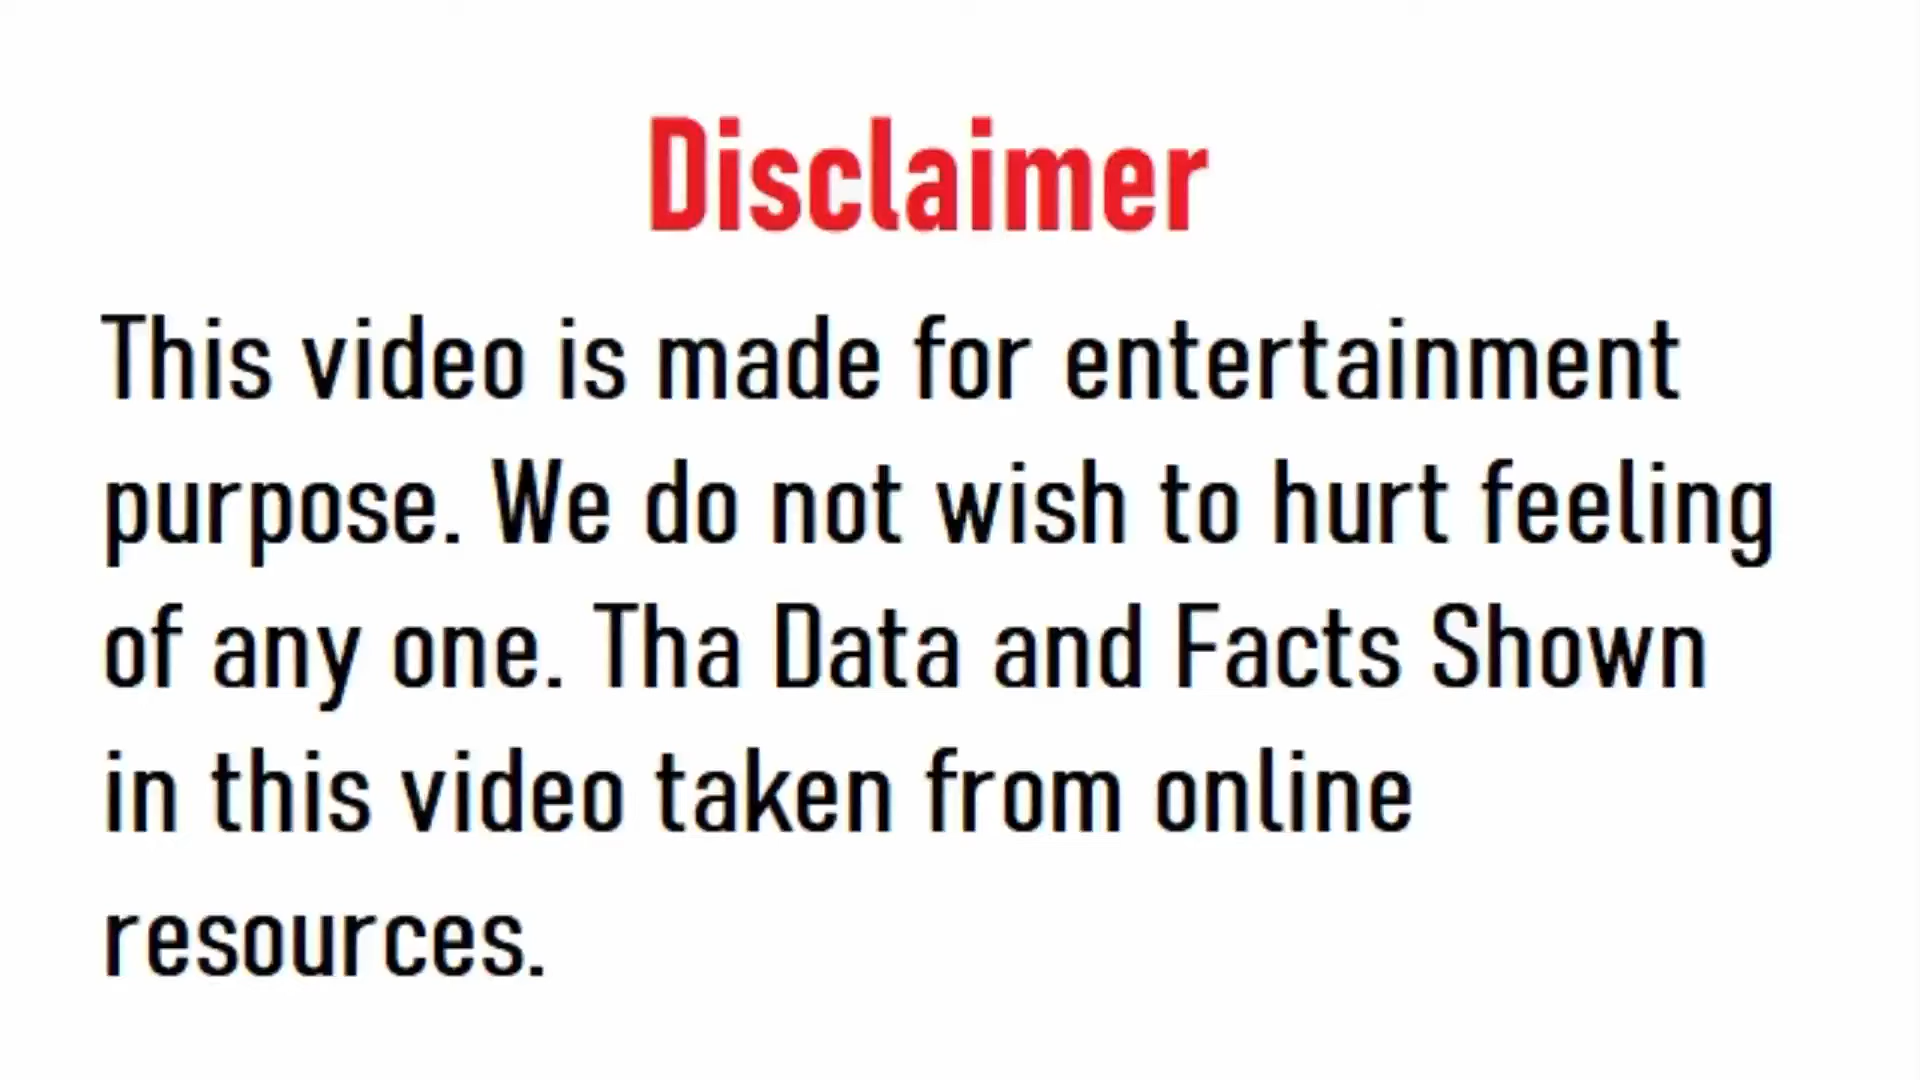 Disclaimer
This video is made for entertainment
purpose. We do not wish to hurt feeling
of any one. Tha Data and Facts Shown
in this video taken from online
resources.